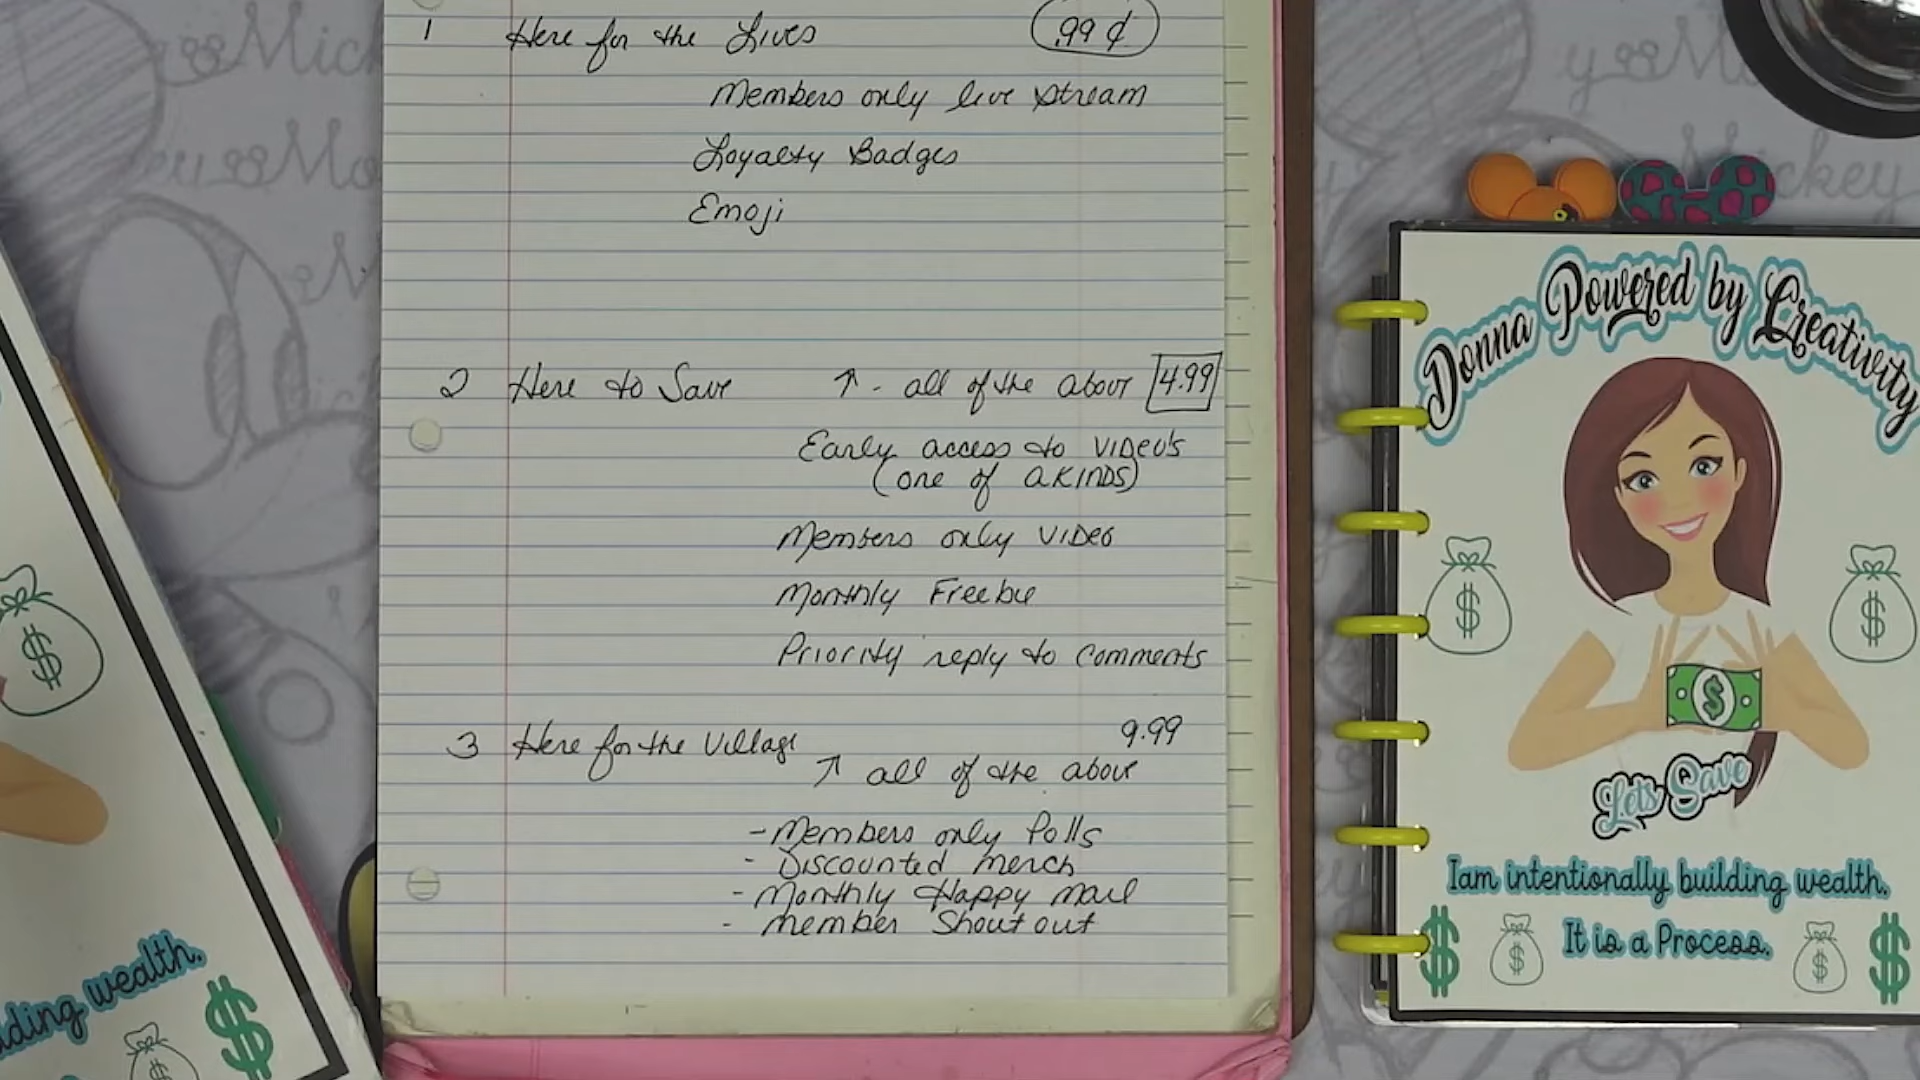 1 Here for the Lives .99 ¢
Members only live stream
Loyalty Badges
Emoji
2 Here to Save ↑ - all of the above 4.99
Early access to VIDEO's
(one of a KINDS)
Members only VIDEO
Monthly Freebie
Priority reply to comments
3 Here for the Village 9.99
↑ all of the above
- Members only Polls
- Discounted merch
- Monthly Happy mail
- member Shout out
Donna Powered by Creativity
Lets Save
Iam intentionally building wealth.
It is a Process.
wealth.
Mickey